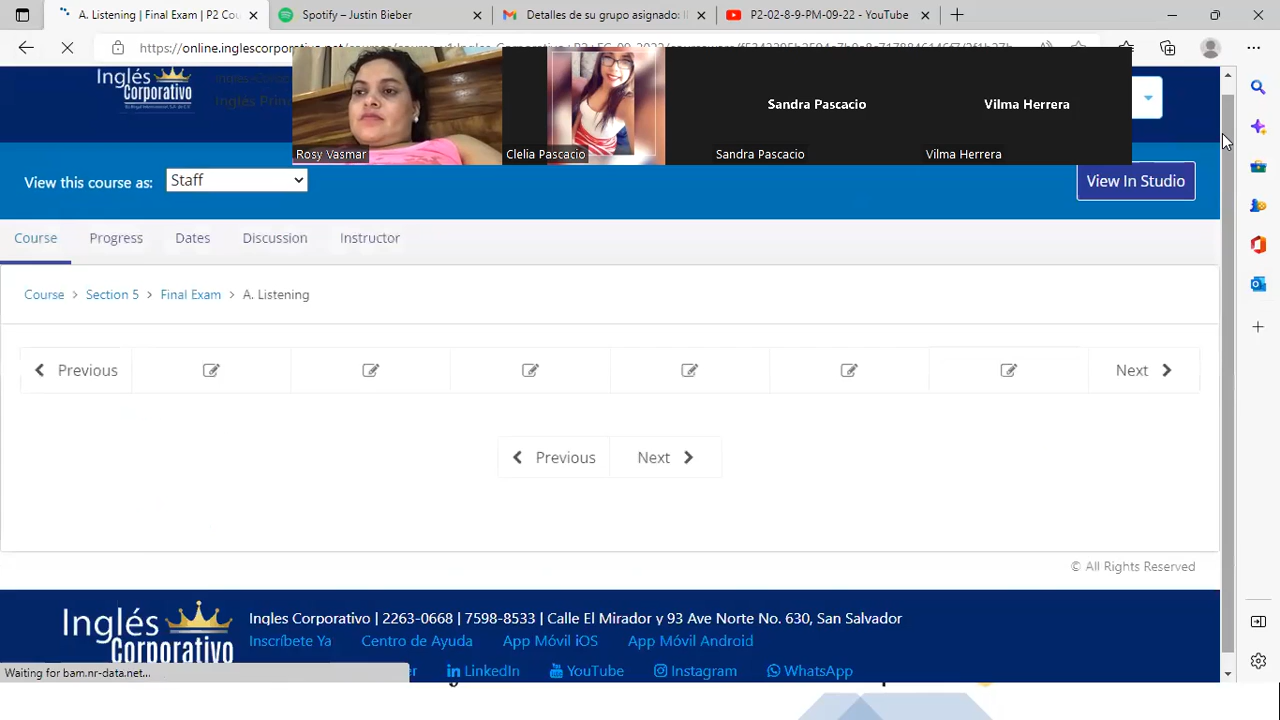 Final Exam | P2 Cou
Spotify – Justin Bieber
Mensajes de su grupo asignado: l
P2-02-8-PM-09-22 - YouTube
https://online.inglescorporativo.net/
Inglés
Corporativo
Sandra Pascacio
Vilma Herrera
Rosy Vasmar
Clelia Pascacio
Sandra Pascacio
Vilma Herrera
View this course as:
Staff
View In Studio
Course
Progress
Dates
Discussion
Instructor
Course > Section 5 > Final Exam > A. Listening
Previous
Next
Previous
Next
© All Rights Reserved
Inglés
Corporativo
Ingles Corporativo | 2263-0668 | 7598-8533 | Calle El Mirador y 93 Ave Norte No. 630, San Salvador
Inscríbete Ya
Centro de Ayuda
App Móvil iOS
App Móvil Android
Waiting for bam.nr-data.net...
LinkedIn
YouTube
Instagram
WhatsApp